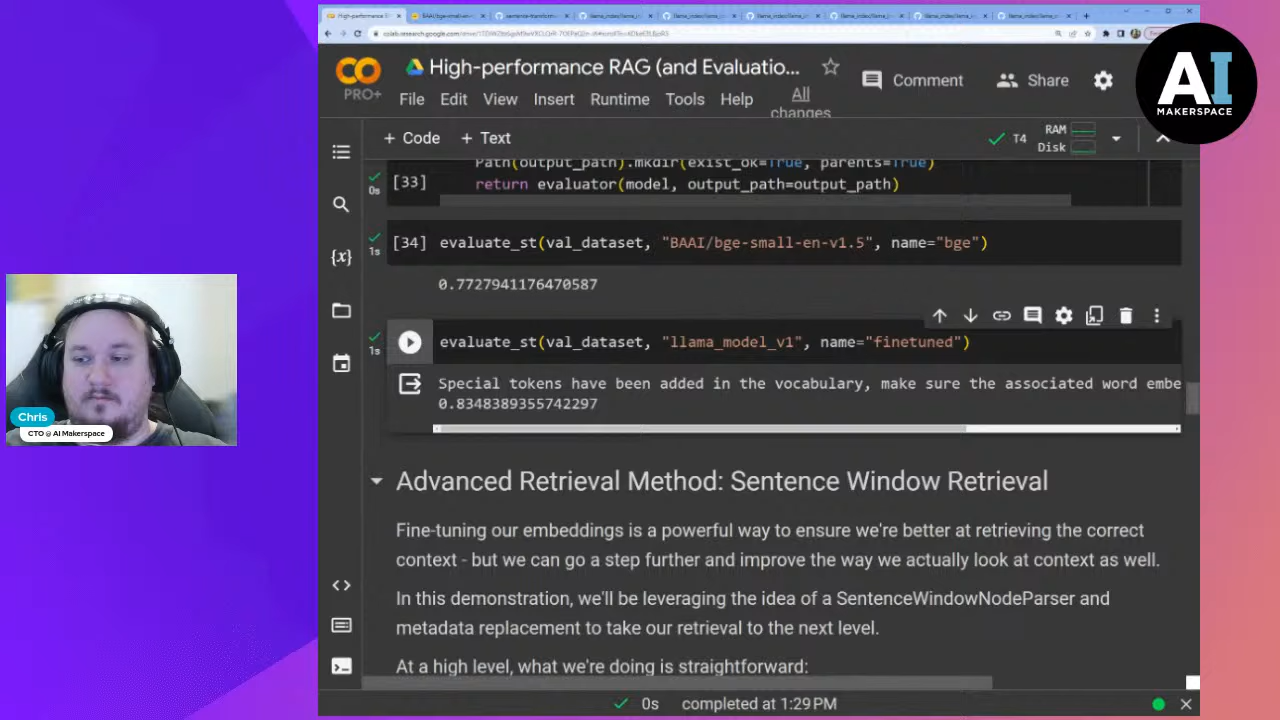 High-performance RAG (and Evaluatio...
PRO+
File Edit View Insert Runtime Tools Help All changes
Comment
Share
AI
MAKERSPACE
+ Code + Text
T4
RAM
Disk
Path(output_path).mkdir(exist_ok=True, parents=True)
[33] return evaluator(model, output_path=output_path)
0s
[34] evaluate_st(val_dataset, "BAAI/bge-small-en-v1.5", name="bge")
1s
0.7727941176470587
evaluate_st(val_dataset, "llama_model_v1", name="finetuned")
1s
Special tokens have been added in the vocabulary, make sure the associated word embe
0.8348389355742297
{x}
Advanced Retrieval Method: Sentence Window Retrieval
Fine-tuning our embeddings is a powerful way to ensure we're better at retrieving the correct
context - but we can go a step further and improve the way we actually look at context as well.
In this demonstration, we'll be leveraging the idea of a SentenceWindowNodeParser and
metadata replacement to take our retrieval to the next level.
At a high level, what we're doing is straightforward:
0s completed at 1:29 PM
Chris
CTO @ AI Makerspace